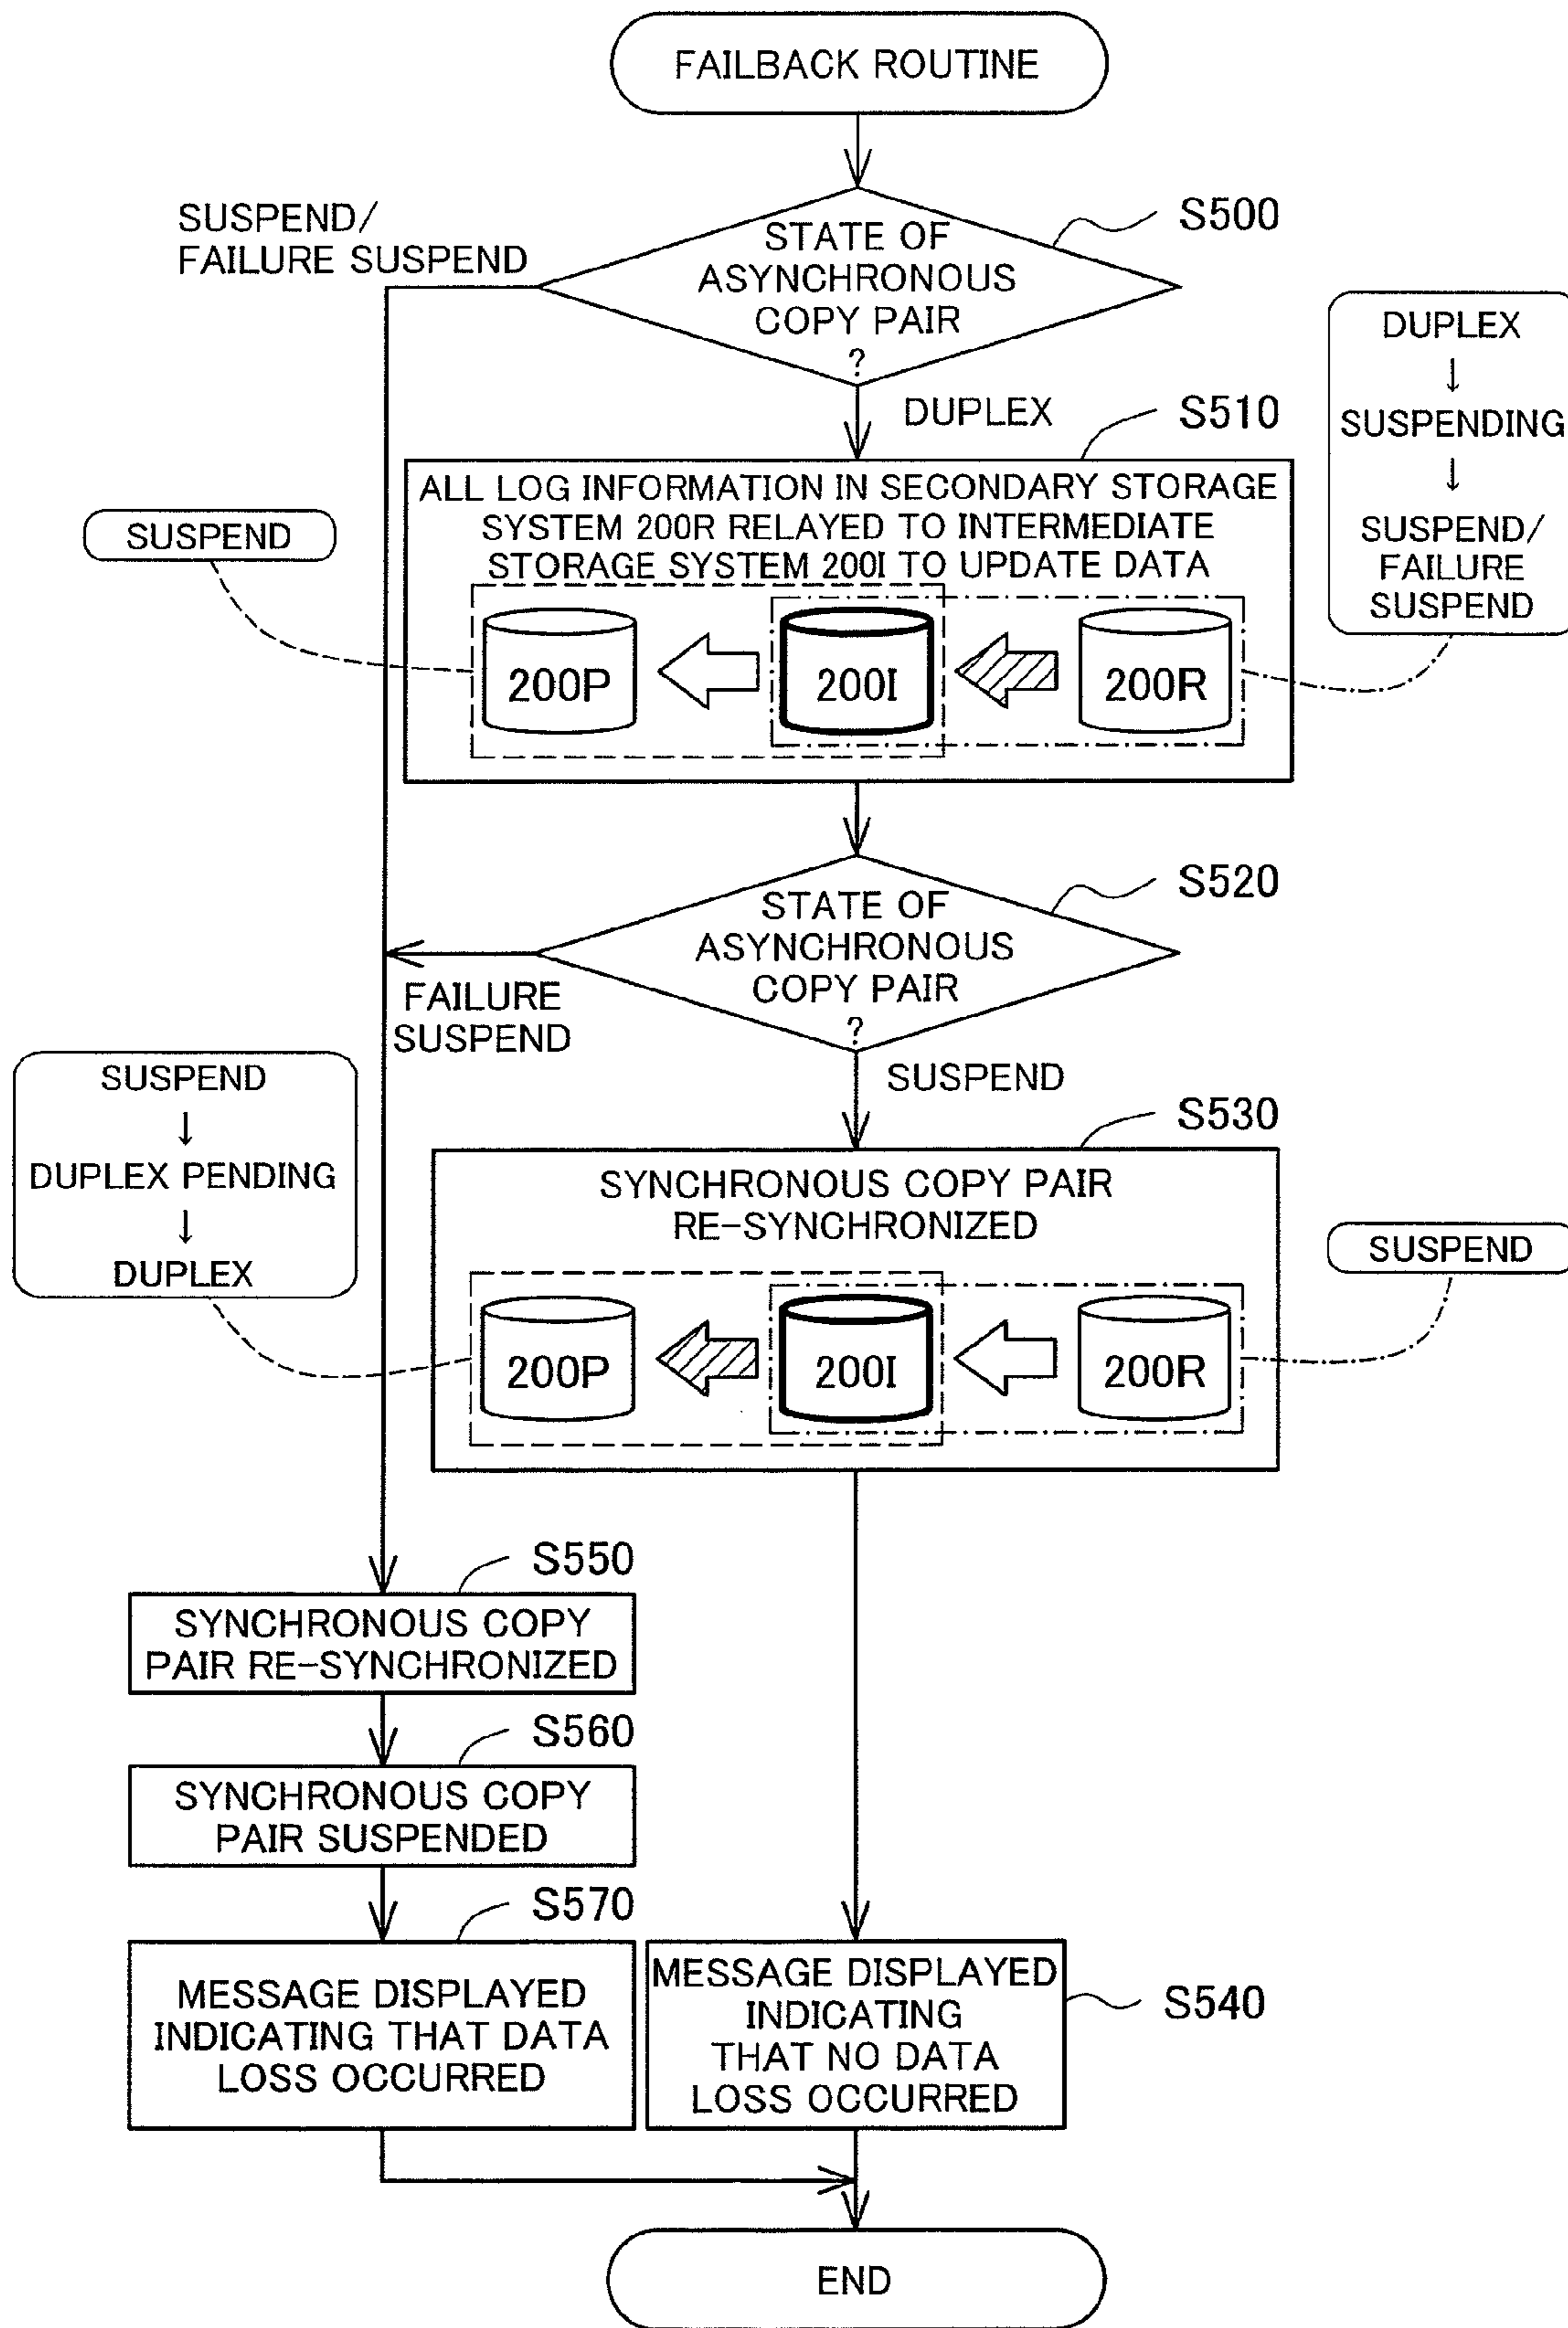 FAILBACK ROUTINE
SUSPEND/
FAILURE SUSPEND
STATE OF
ASYNCHRONOUS
COPY PAIR
?
S500
DUPLEX
S510
DUPLEX
↓
SUSPENDING
↓
SUSPEND/
FAILURE
SUSPEND
SUSPEND
ALL LOG INFORMATION IN SECONDARY STORAGE
SYSTEM 200R RELAYED TO INTERMEDIATE
STORAGE SYSTEM 200I TO UPDATE DATA
200P
200I
200R
STATE OF
ASYNCHRONOUS
COPY PAIR
?
S520
FAILURE
SUSPEND
SUSPEND
SUSPEND
↓
DUPLEX PENDING
↓
DUPLEX
S530
SYNCHRONOUS COPY PAIR
RE-SYNCHRONIZED
200P
200I
200R
SUSPEND
S550
SYNCHRONOUS COPY
PAIR RE-SYNCHRONIZED
S560
SYNCHRONOUS COPY
PAIR SUSPENDED
S570
MESSAGE DISPLAYED
INDICATING THAT DATA
LOSS OCCURRED
MESSAGE DISPLAYED
INDICATING
THAT NO DATA
LOSS OCCURRED
S540
END